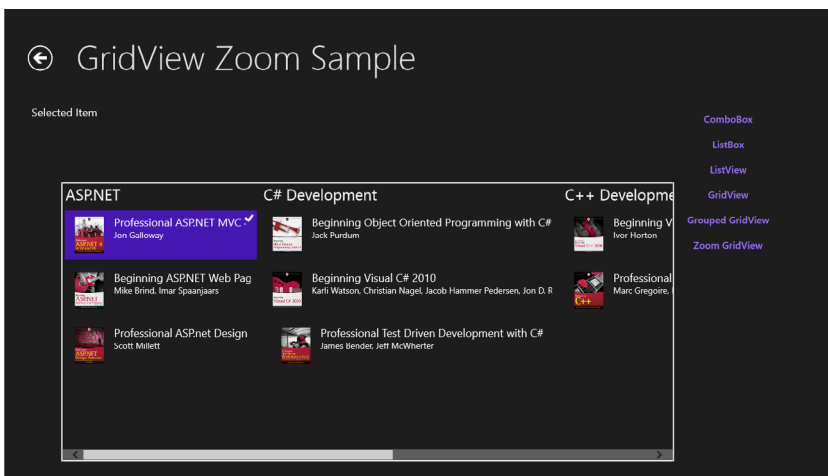 GridView Zoom Sample
Selected Item
ComboBox
ListBox
ListView
GridView
Grouped GridView
Zoom GridView
ASP.NET
Professional ASP.NET MVC
Jon Galloway
Beginning ASP.NET Web Pag
Mike Brind, Imar Spaanjaars
Professional ASP.net Design
Scott Millett
C# Development
Beginning Object Oriented Programming with C#
Jack Purdum
Beginning Visual C# 2010
Karli Watson, Christian Nagel, Jacob Hammer Pedersen, Jon D. R
Professional Test Driven Development with C#
James Bender, Jeff McWherter
C++ Developme
Beginning V
Ivor Horton
Professional
Marc Gregoire,